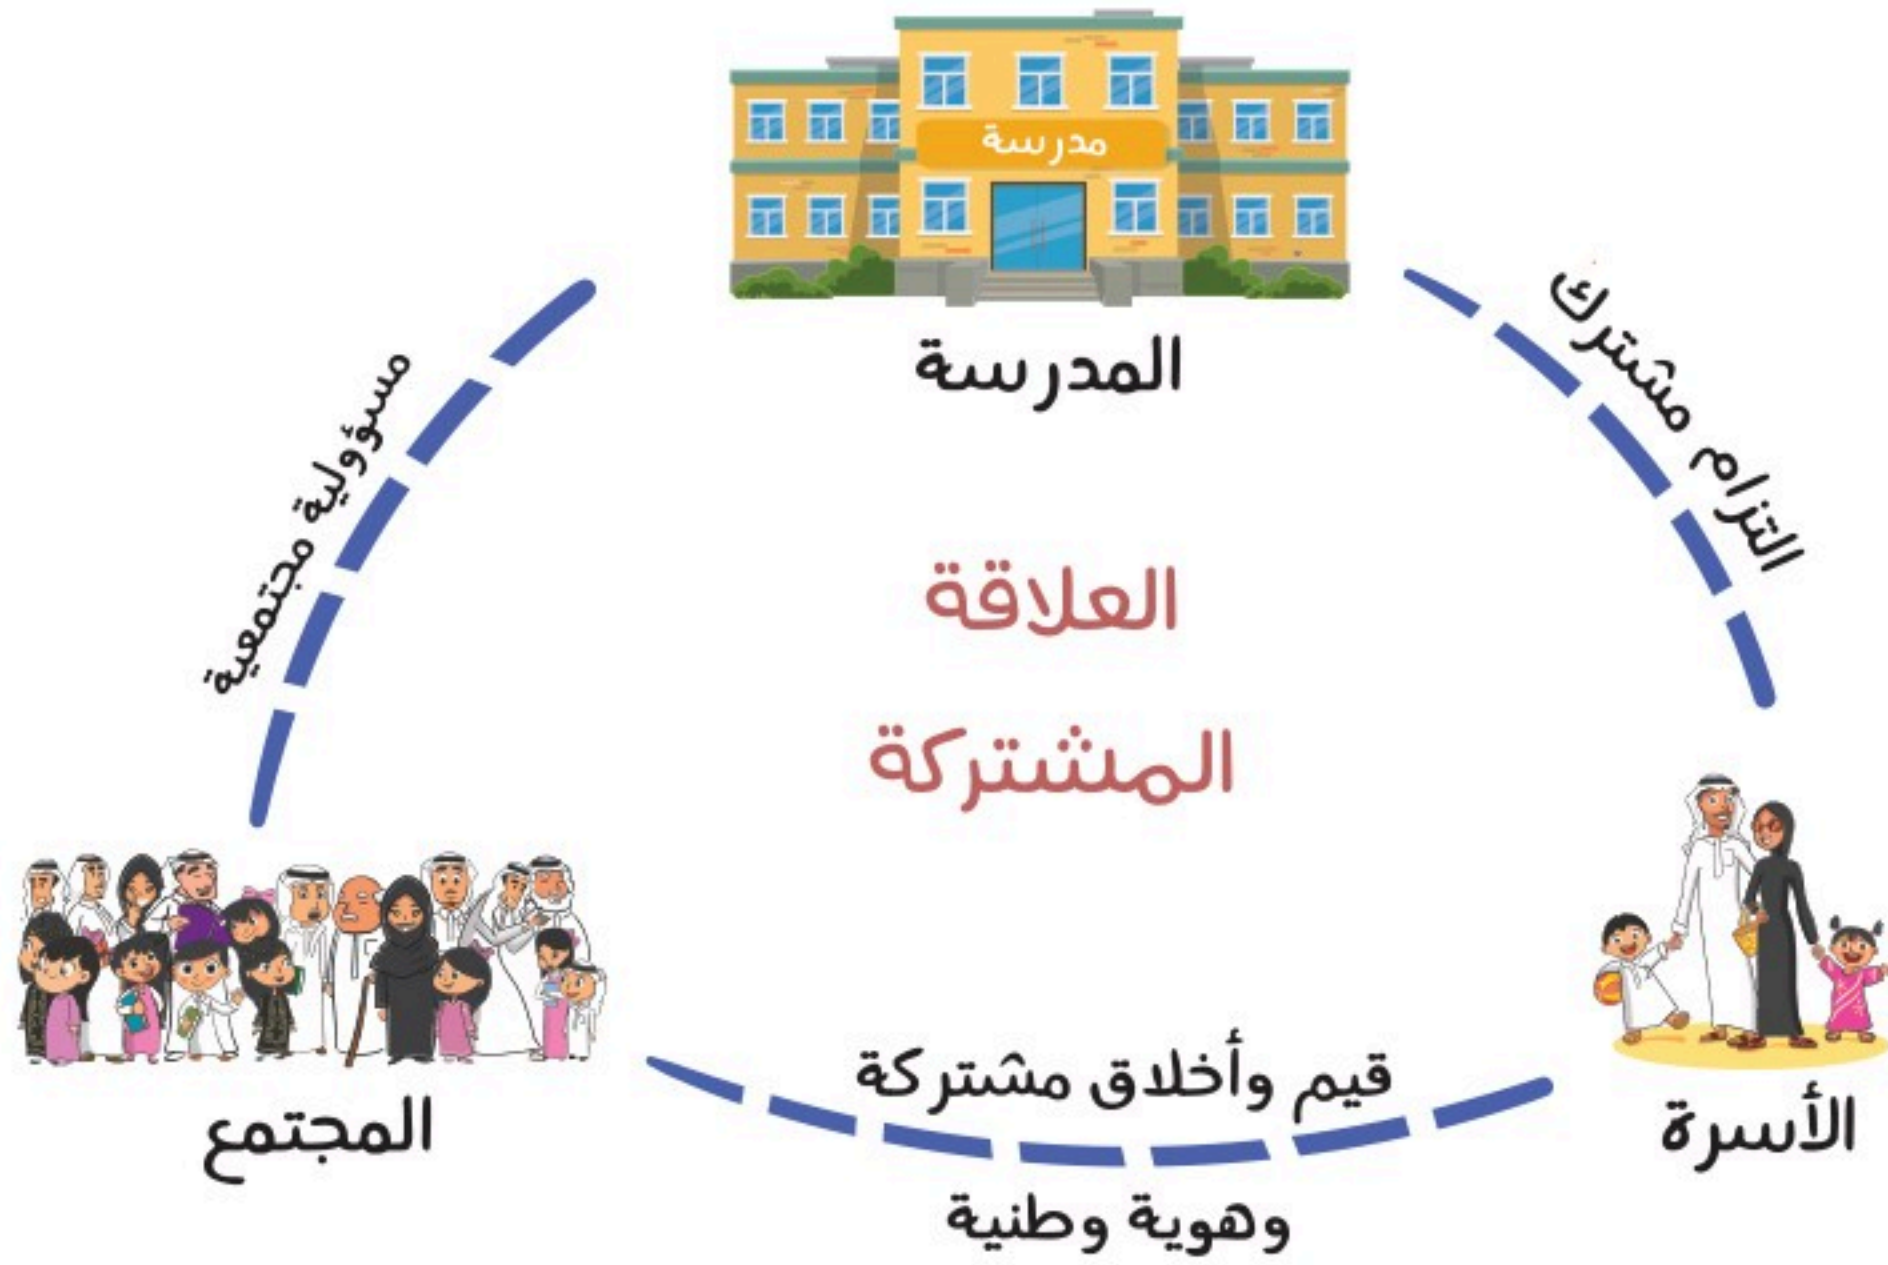 مدرسة
المدرسة
التزام مشترك
مسؤولية مجتمعية
العلاقة
المشتركة
قيم وأخلاق مشتركة
وهوية وطنية
الأسرة
المجتمع